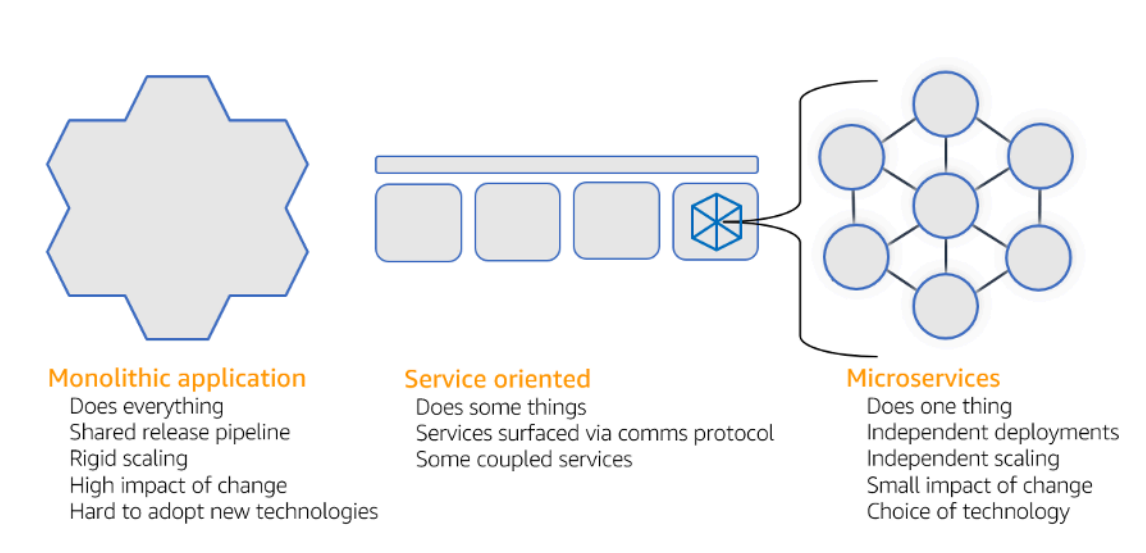 Monolithic application
Does everything
Shared release pipeline
Rigid scaling
High impact of change
Hard to adopt new technologies
Service oriented
Does some things
Services surfaced via comms protocol
Some coupled services
Microservices
Does one thing
Independent deployments
Independent scaling
Small impact of change
Choice of technology